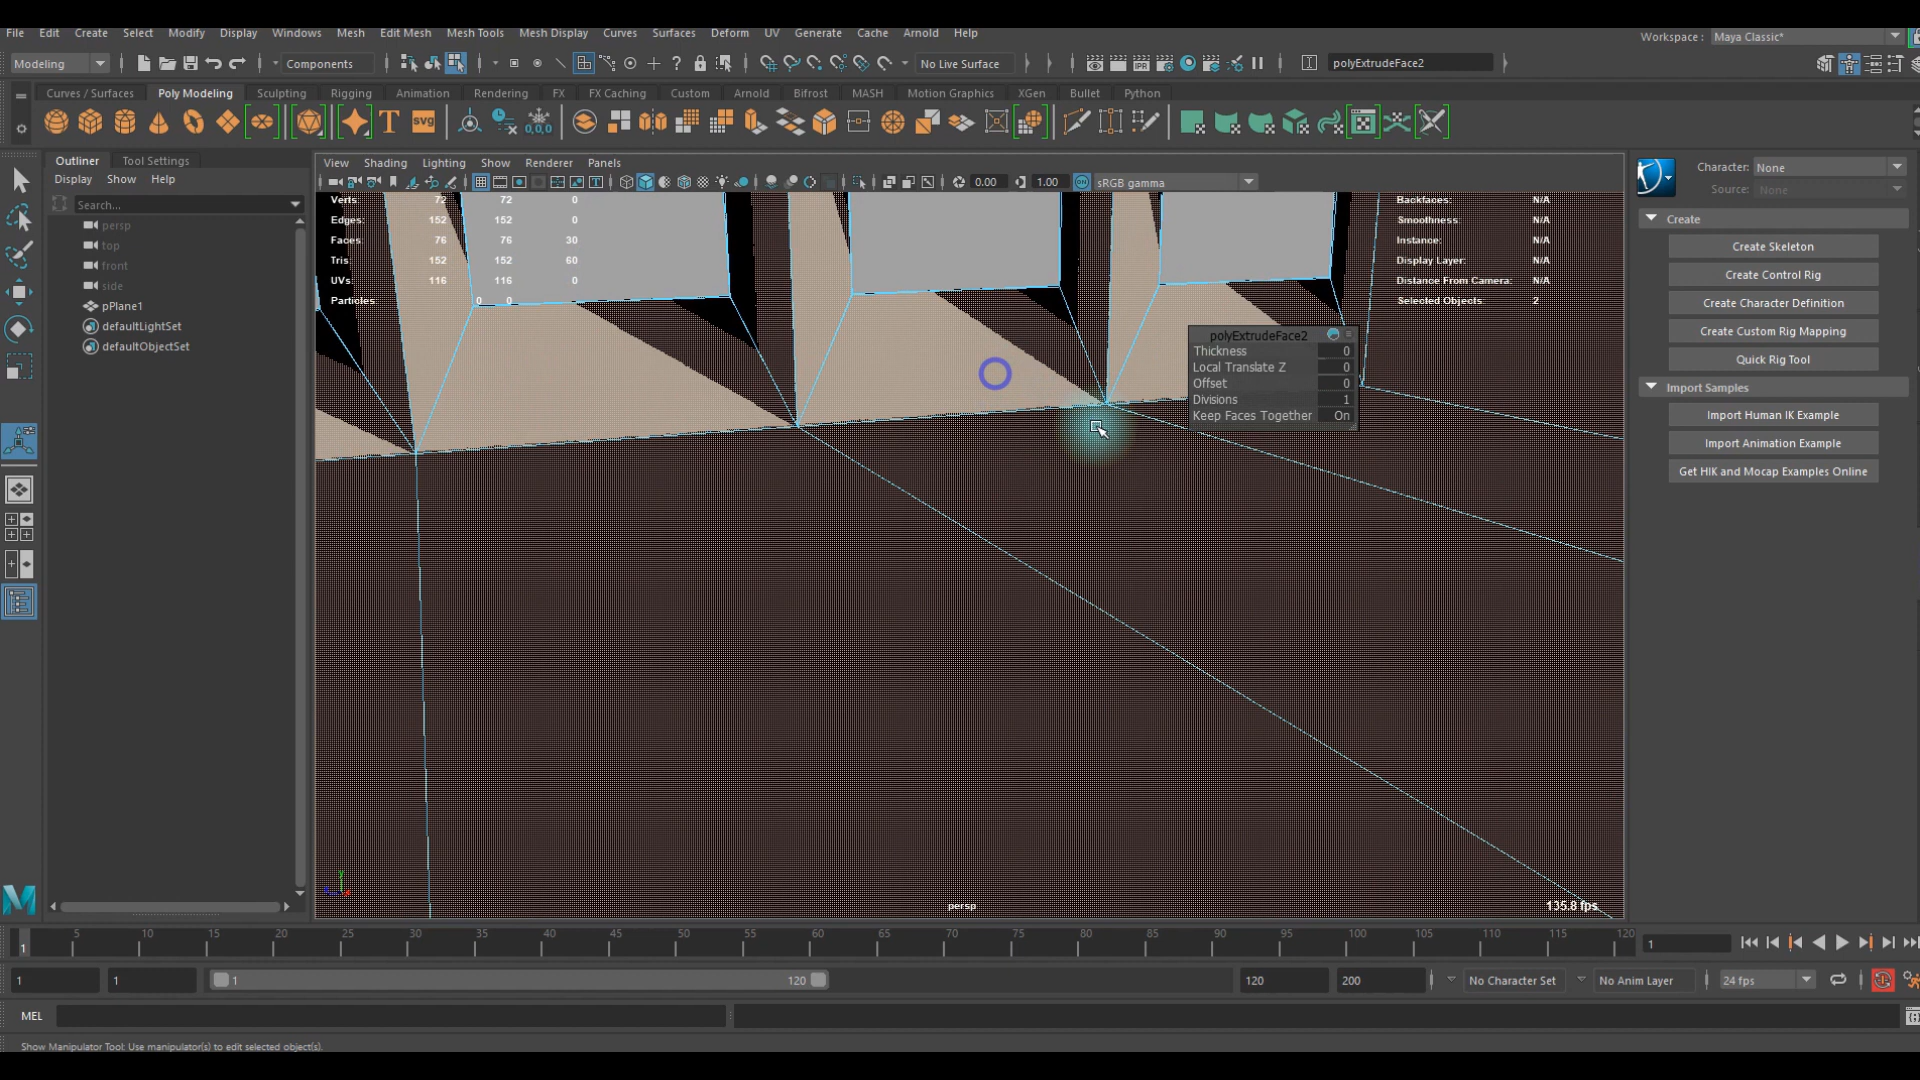 File Edit Create Select Modify Display Windows Mesh Edit Mesh Mesh Tools Mesh Display Curves Surfaces Deform UV Generate Cache Arnold Help
Workspace : Maya Classic*
Modeling
Components
No Live Surface
IPR
polyExtrudeFace2
Curves / Surfaces Poly Modeling Sculpting Rigging Animation Rendering FX FX Caching Custom Arnold Bifrost MASH Motion Graphics XGen Bullet Python
T
SVG
0,0,0
Outliner Tool Settings
Display Show Help
Search...
persp
top
front
side
pPlane1
defaultLightSet
defaultObjectSet
View Shading Lighting Show Renderer Panels
0.00 1.00 ON sRGB gamma
Verts: 72 72 0
Edges: 152 152 0
Faces: 76 76 30
Tris: 152 152 60
UVs: 116 116 0
Particles: 0 0
Backfaces: N/A
Smoothness: N/A
Instance: N/A
Display Layer: N/A
Distance From Camera: N/A
Selected Objects: 2
polyExtrudeFace2
Thickness 0
Local Translate Z 0
Offset 0
Divisions 1
Keep Faces Together On
y
persp
135.8 fps
Character: None
Source: None
Create
Create Skeleton
Create Control Rig
Create Character Definition
Create Custom Rig Mapping
Quick Rig Tool
Import Samples
Import Human IK Example
Import Animation Example
Get HIK and Mocap Examples Online
M
1 5 10 15 20 25 30 35 40 45 50 55 60 65 70 75 80 85 90 95 100 105 110 115 120
1
1 1 1 120 120 200 No Character Set No Anim Layer 24 fps
MEL
Show Manipulator Tool: Use manipulator(s) to edit selected object(s).